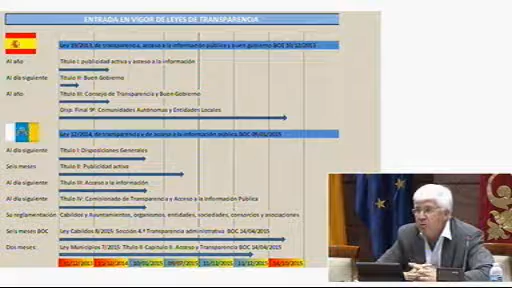 ENTRADA EN VIGOR DE LEYES DE TRANSPARENCIA
Ley 19/2013, de transparencia, acceso a la información pública y buen gobierno BOE 10/12/2013
Al año Título I: publicidad activa y acceso a la información
Al día siguiente Título II: Buen Gobierno
Al año Título III: Consejo de Transparencia y Buen Gobierno
Disp. Final 9ª: Comunidades Autónomas y Entidades Locales
Ley 12/2014, de transparencia y de acceso a la información pública, BOC 09/01/2015
Al día siguiente Título I: Disposiciones Generales
Seis meses Título II: Publicidad activa
Al día siguiente Título III: Acceso a la información
Al día siguiente Título IV: Comisionado de Transparencia y Acceso a la Información Pública
Su reglamentación Cabildos y Ayuntamientos, organismos, entidades, sociedades, consorcios y asociaciones
Seis meses BOC Ley Cabildos 8/2015 Sección 4.ª Transparencia administrativa BOC 14/04/2015
Dos meses Ley Municipios 7/2015 Título II Capítulo II: Acceso y Transparencia BOC 14/04/2015